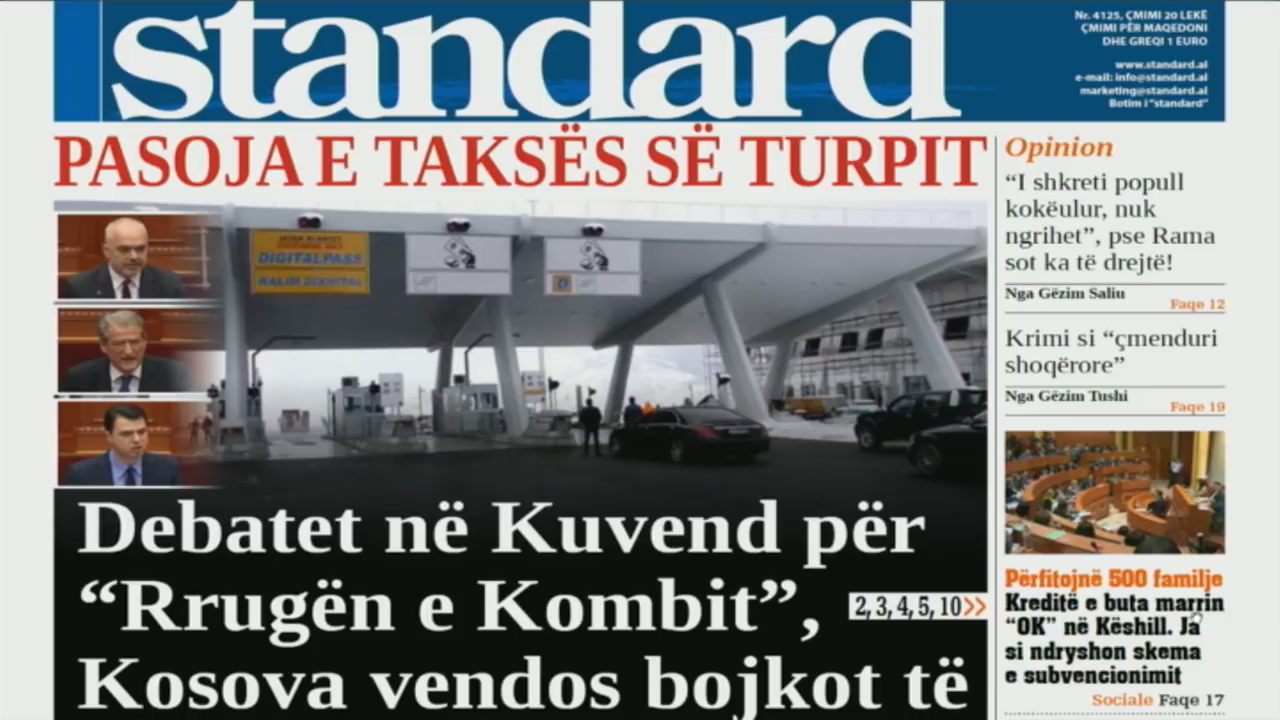 standard
Nr. 4125, ÇMIMI 20 LEKË
ÇMIMI PËR MAQEDONI
DHE GREQI 1 EURO
www.standard.al
e-mail: info@standard.al
marketing@standard.al
Botim i "standard"
PASOJA E TAKSËS SË TURPIT
DIGITALPASS
KALIM DIXHITAL
Debatet në Kuvend për
“Rrugën e Kombit”,
2, 3, 4, 5, 10>>
Kosova vendos bojkot të
Opinion
“I shkreti popull
kokëulur, nuk
ngrihet”, pse Rama
sot ka të drejtë!
Nga Gëzim Saliu
Faqe 12
Krimi si “çmenduri
shoqërore”
Nga Gëzim Tushi
Faqe 19
Përfitojnë 500 familje
Kreditë e buta marrin
“OK” në Këshill. Ja
si ndryshon skema
e subvencionimit
Sociale Faqe 17